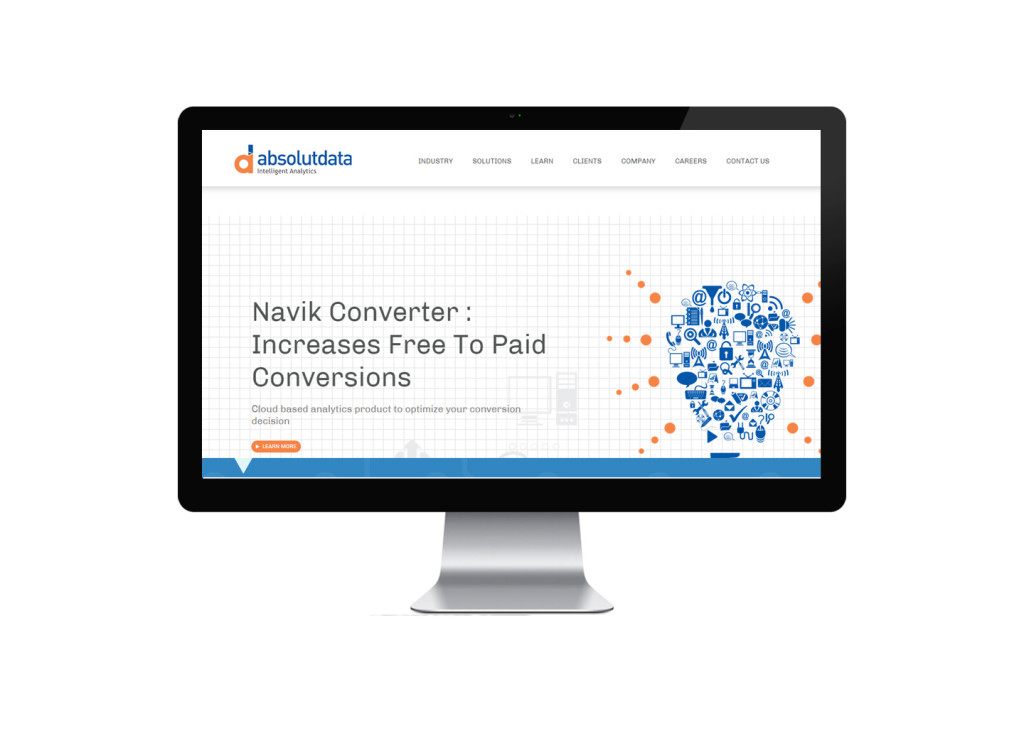 absolutdata
Intelligent Analytics
INDUSTRY SOLUTIONS LEARN CLIENTS COMPANY CAREERS CONTACT US
Navik Converter :
Increases Free To Paid
Conversions
Cloud based analytics product to optimize your conversion
decision
LEARN MORE